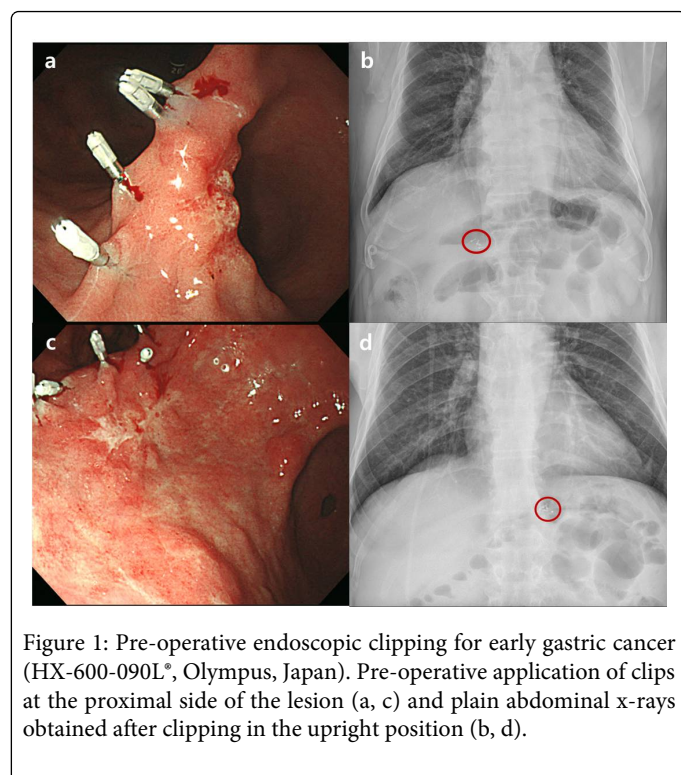 a
b
c
d
Figure 1: Pre-operative endoscopic clipping for early gastric cancer
(HX-600-090L®, Olympus, Japan). Pre-operative application of clips
at the proximal side of the lesion (a, c) and plain abdominal x-rays
obtained after clipping in the upright position (b, d).